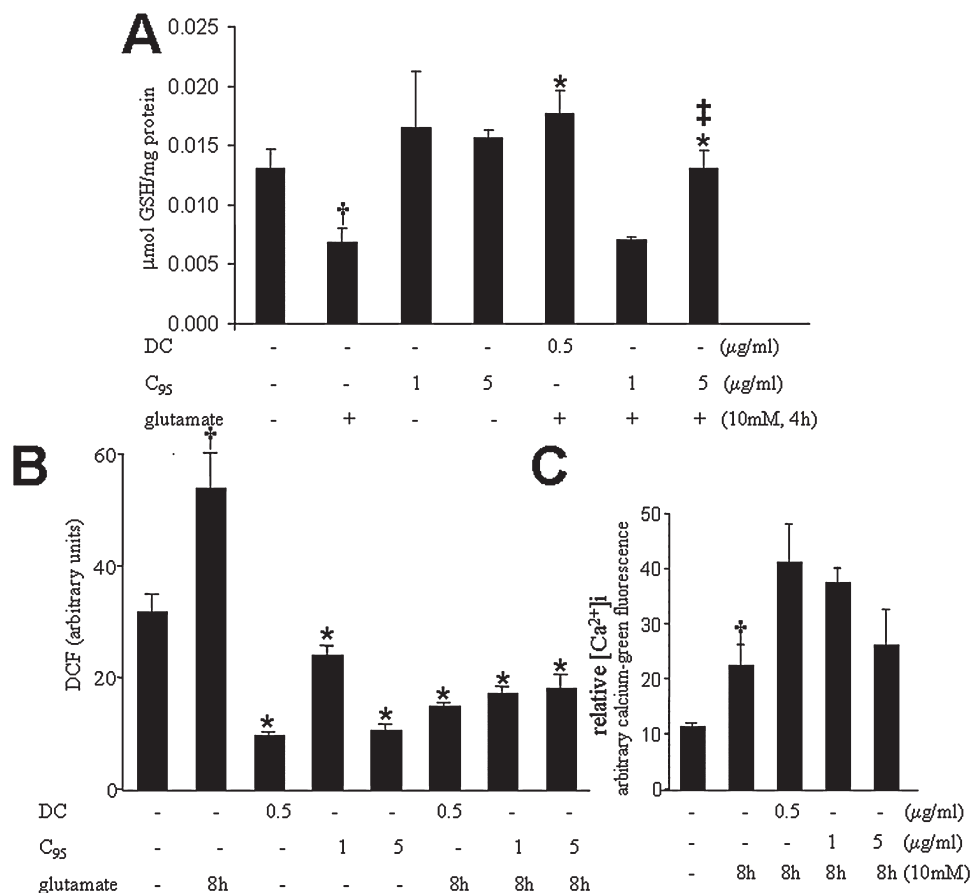 A
0.025
0.020
0.015
0.010
0.005
0.000
µmol GSH/mg protein
†
*
‡
*
DC - - - - 0.5 - - (µg/ml)
C95 - - 1 5 - 1 5 (µg/ml)
glutamate - + - - + + + (10mM, 4h)
B
60
40
20
0
DCF (arbitrary units)
‡
*
*
*
*
*
*
DC - - 0.5 - - 0.5 - -
C95 - - - 1 5 - 1 5
glutamate - 8h - - - 8h 8h 8h
C
50
40
30
20
10
0
relative [Ca2+]i
arbitrary calcium-green fluorescence
‡
- - 0.5 - - (µg/ml)
- - - 1 5 (µg/ml)
- 8h 8h 8h 8h (10mM)